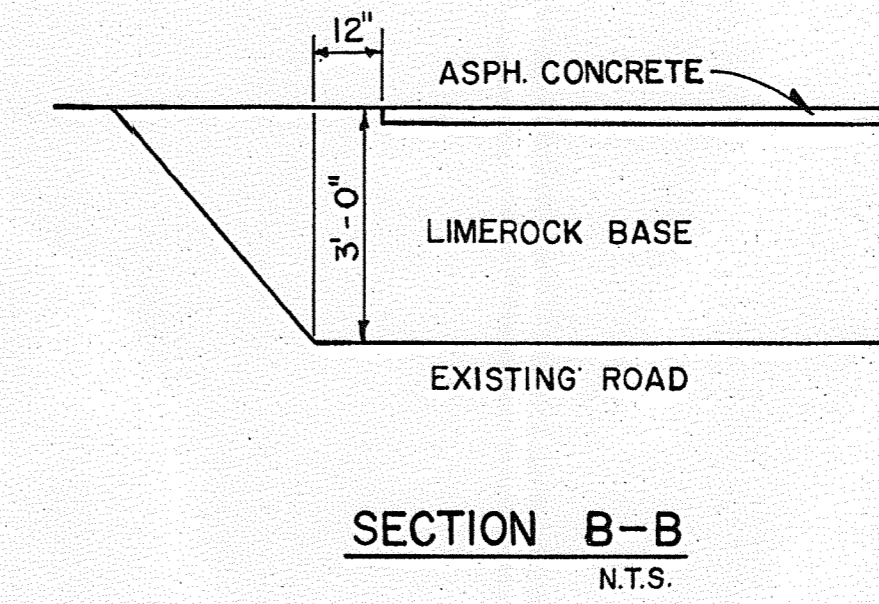 12"
ASPH. CONCRETE
3'-0"
LIMEROCK BASE
EXISTING ROAD
SECTION B-B
N.T.S.